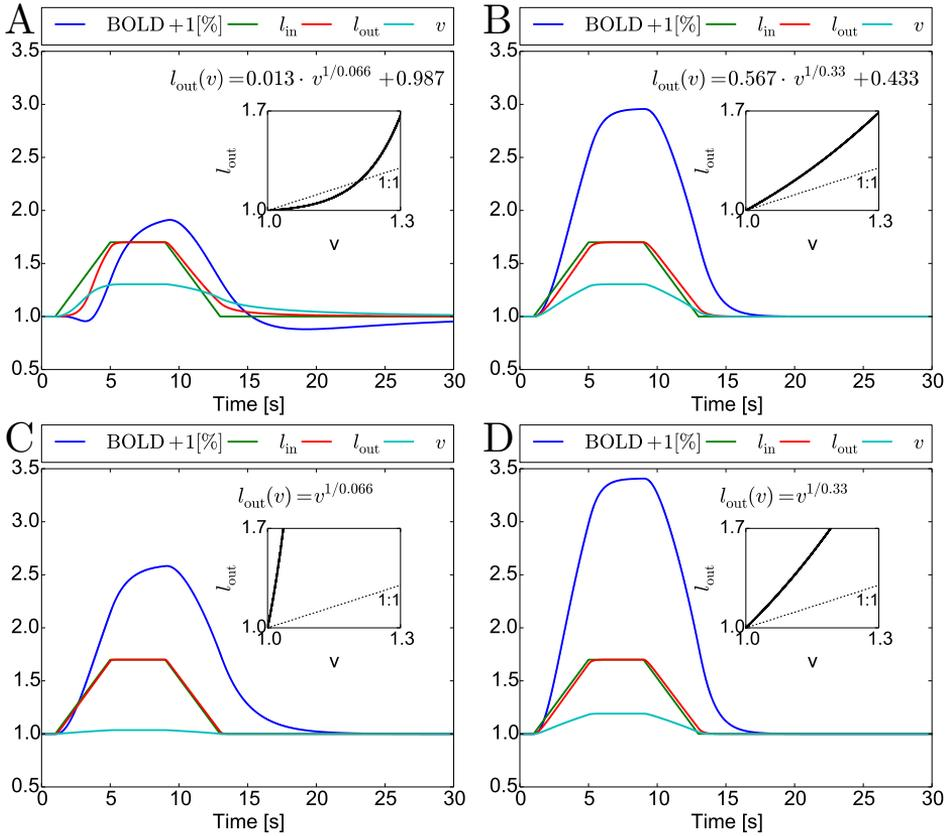 A
BOLD +1[%] l_in l_out v
3.5
3.0
2.5
2.0
1.5
1.0
0.5
l_out(v) =0.013· v^1/0.066 +0.987
1.7
l_out
1:1
1.0
1.0 1.3
v
0 5 10 15 20 25 30
Time [s]
B
BOLD +1[%] l_in l_out v
3.5
3.0
2.5
2.0
1.5
1.0
0.5
l_out(v) =0.567· v^1/0.33 +0.433
1.7
l_out
1:1
1.0
1.0 1.3
v
0 5 10 15 20 25 30
Time [s]
C
BOLD +1[%] l_in l_out v
3.5
3.0
2.5
2.0
1.5
1.0
0.5
l_out(v) =v^1/0.066
1.7
l_out
1:1
1.0
1.0 1.3
v
0 5 10 15 20 25 30
Time [s]
D
BOLD +1[%] l_in l_out v
3.5
3.0
2.5
2.0
1.5
1.0
0.5
l_out(v) =v^1/0.33
1.7
l_out
1:1
1.0
1.0 1.3
v
0 5 10 15 20 25 30
Time [s]